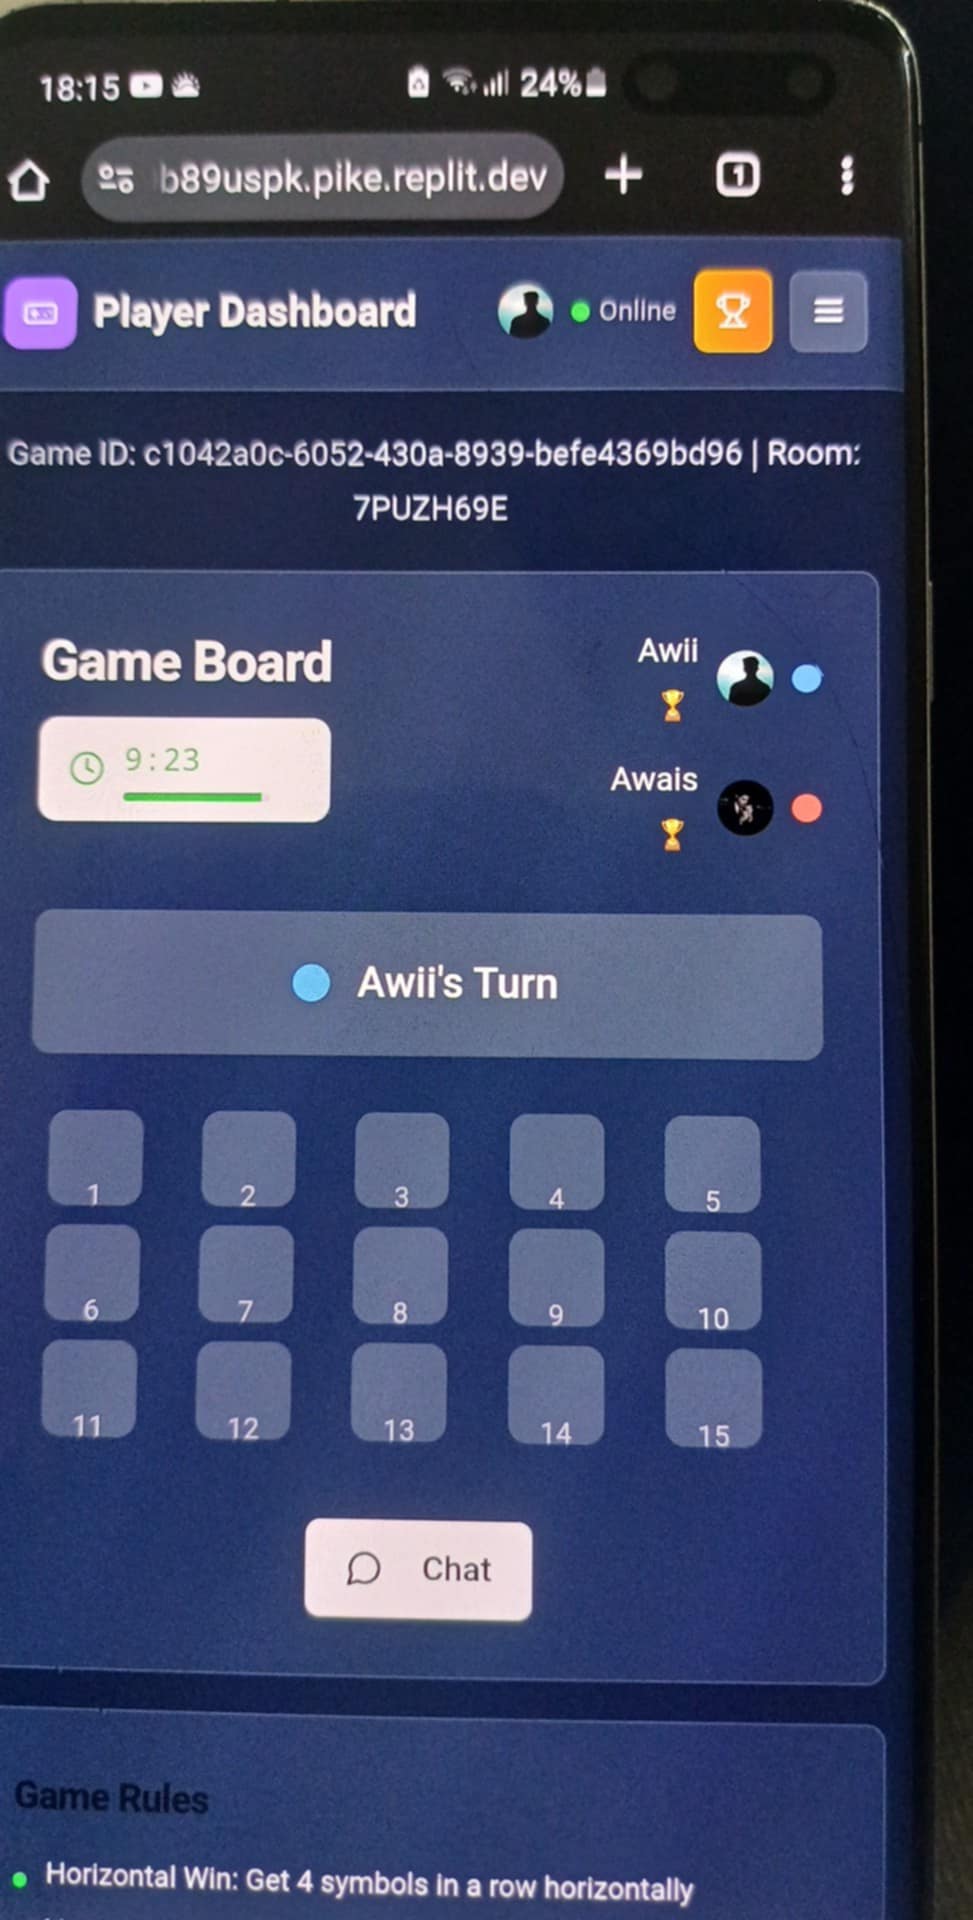 18:15 24%
b89uspk.pike.replit.dev 1
Player Dashboard Online
Game ID: c1042a0c-6052-430a-8939-befe4369bd96 | Room:
7PUZH69E
Game Board
Awii
9:23
Awais
Awii's Turn
1 2 3 4 5
6 7 8 9 10
11 12 13 14 15
Chat
Game Rules
Horizontal Win: Get 4 symbols in a row horizontally